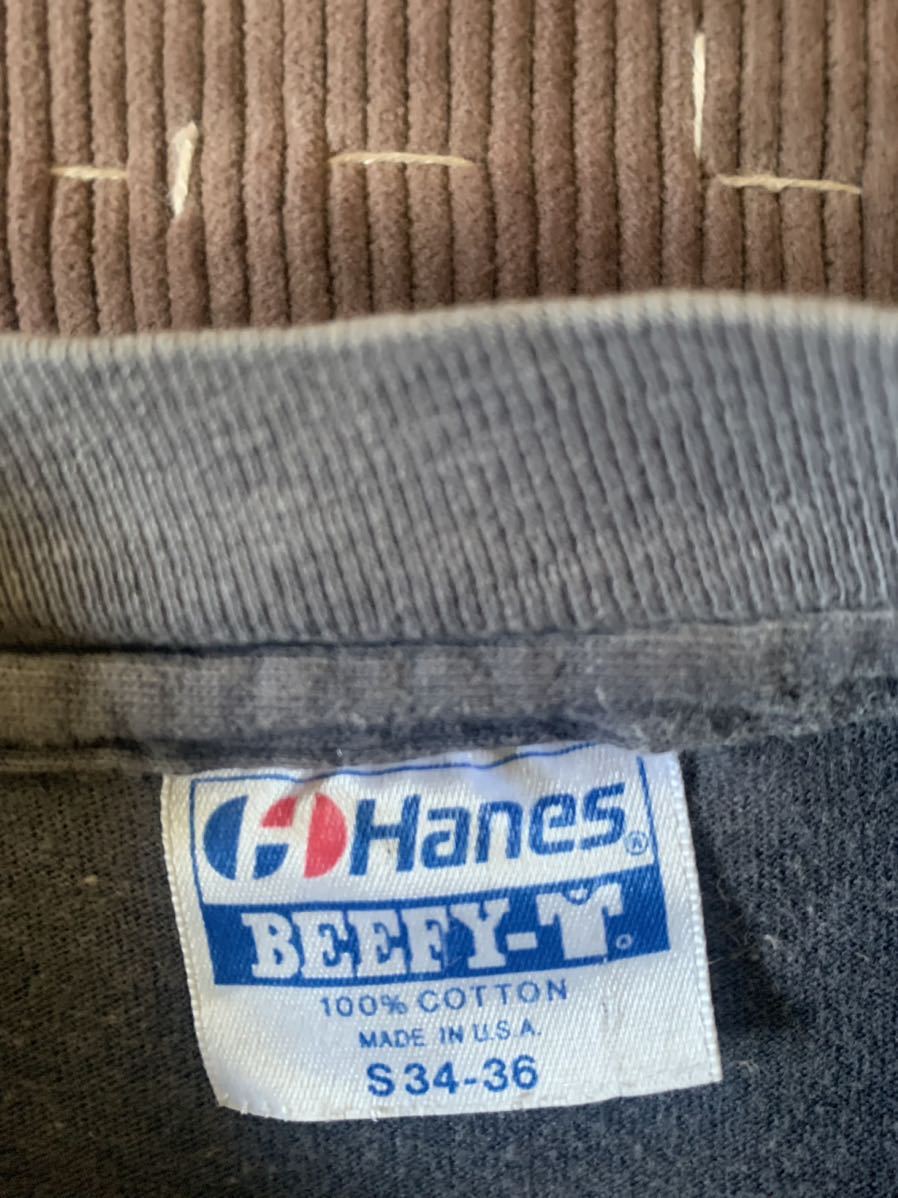 Hanes®
BEEFY-T®
100% COTTON
MADE IN U.S.A.
S 34-36